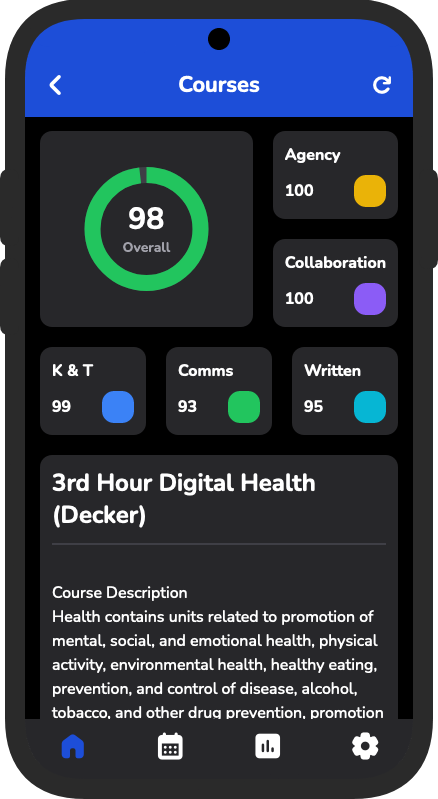 Courses
98
Overall
Agency
100
Collaboration
100
K & T
99
Comms
93
Written
95
3rd Hour Digital Health
(Decker)
Course Description
Health contains units related to promotion of
mental, social, and emotional health, physical
activity, environmental health, healthy eating,
prevention, and control of disease, alcohol,
tobacco, and other drug prevention, promotion